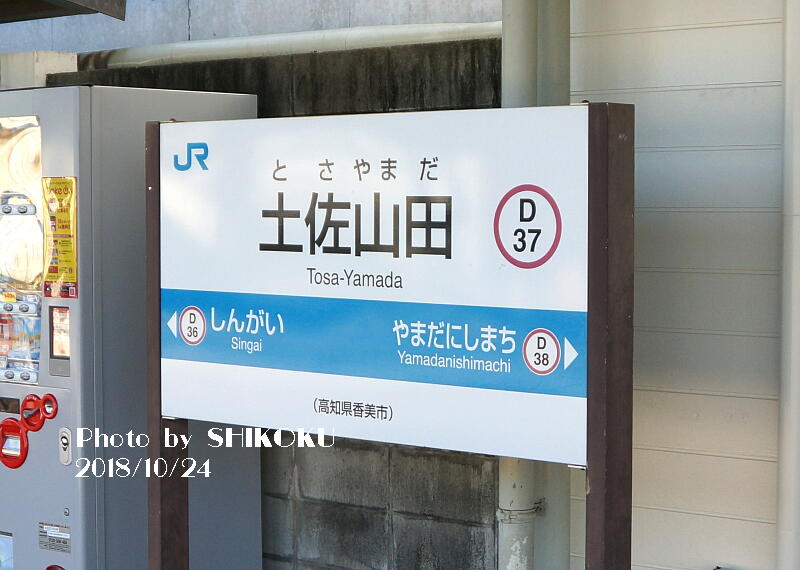 JR
とさやまだ
土佐山田
Tosa-Yamada
D
37
D
36
しんがい
Singai
やまだにしまち
Yamadanishimachi
D
38
(高知県香美市)
Photo by SHIKOKU
2018/10/24